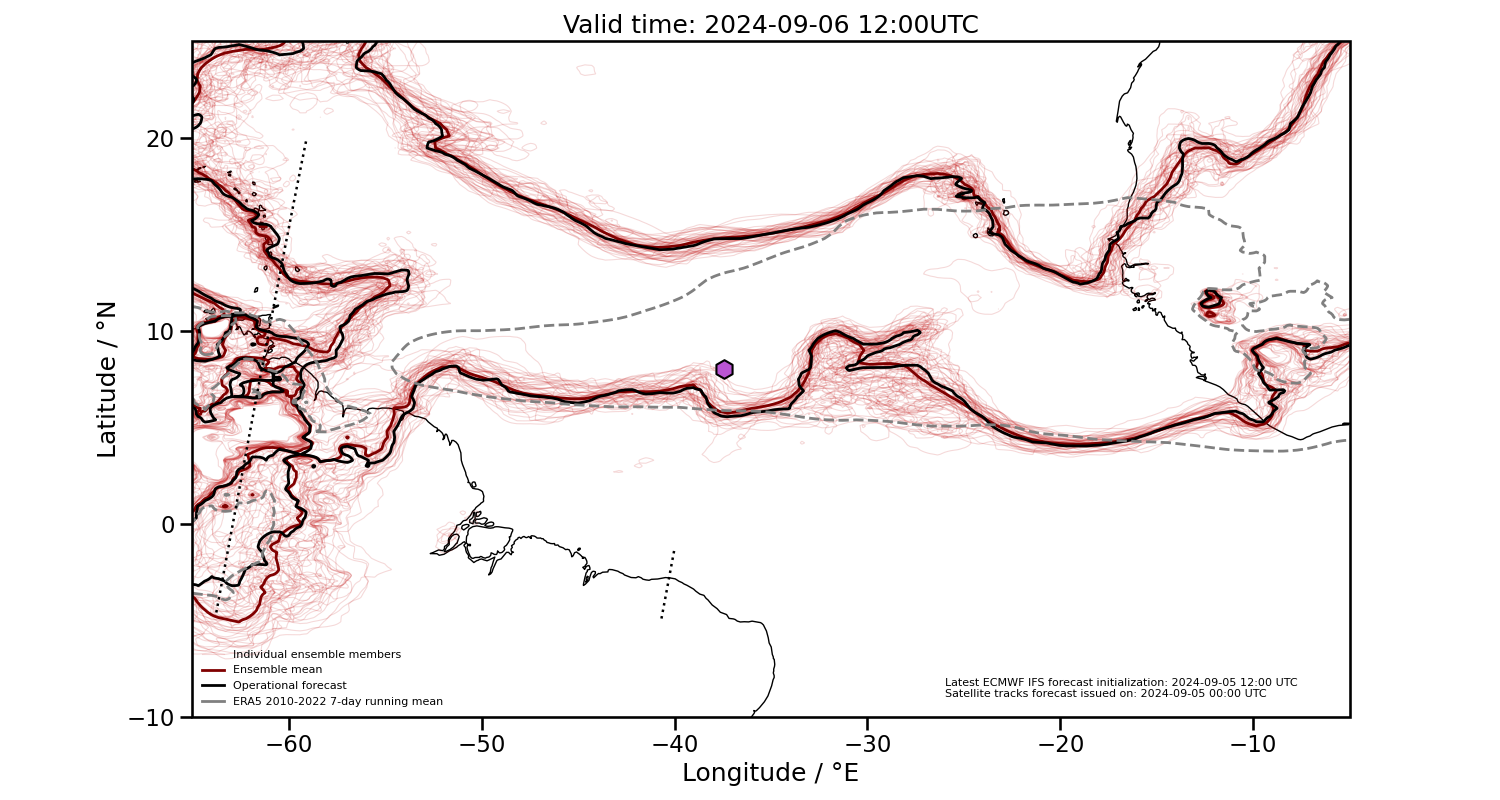 Valid time: 2024-09-06 12:00UTC
20
10
0
−10
Latitude / °N
Individual ensemble members
Ensemble mean
Operational forecast
ERA5 2010-2022 7-day running mean
Latest ECMWF IFS forecast initialization: 2024-09-05 12:00 UTC
Satellite tracks forecast issued on: 2024-09-05 00:00 UTC
−60 −50 −40 −30 −20 −10
Longitude / °E